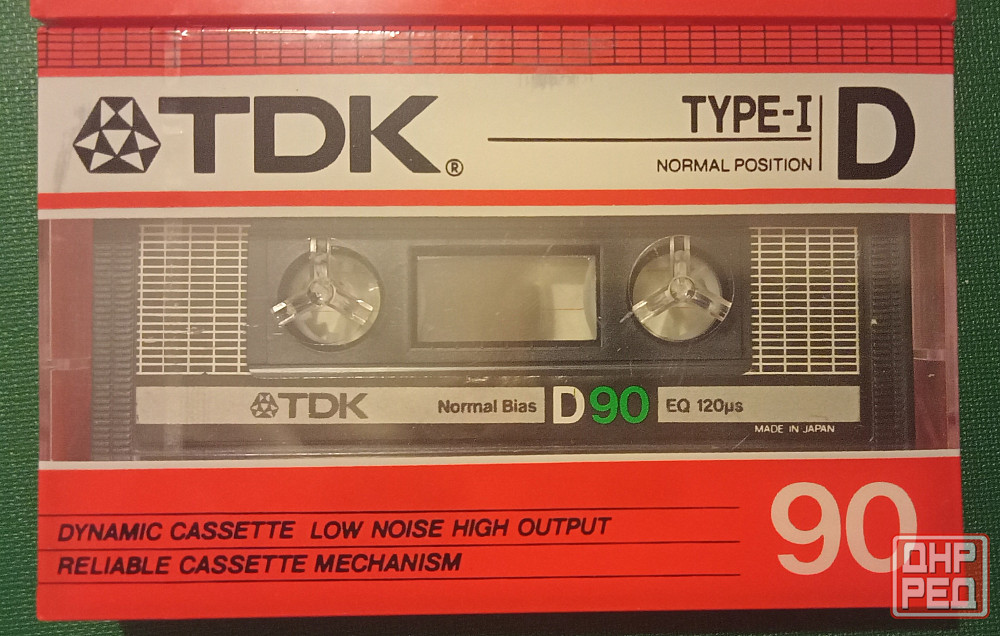 TDK®
TYPE-I
NORMAL POSITION
D
TDK
Normal Bias
D90
EQ 120µs
MADE IN JAPAN
DYNAMIC CASSETTE LOW NOISE HIGH OUTPUT
RELIABLE CASSETTE MECHANISM
90
ДНР
РЕД